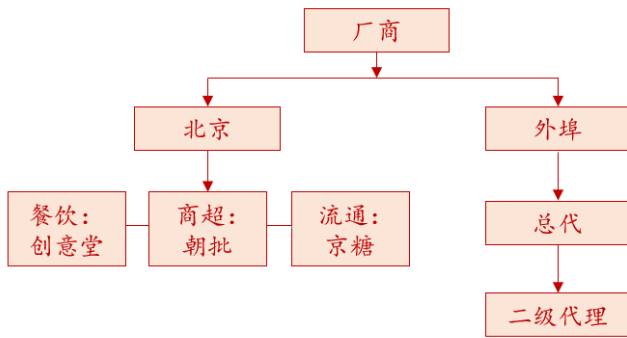 厂商
北京
外埠
餐饮：
创意堂
商超：
朝批
流通：
京糖
总代
二级代理